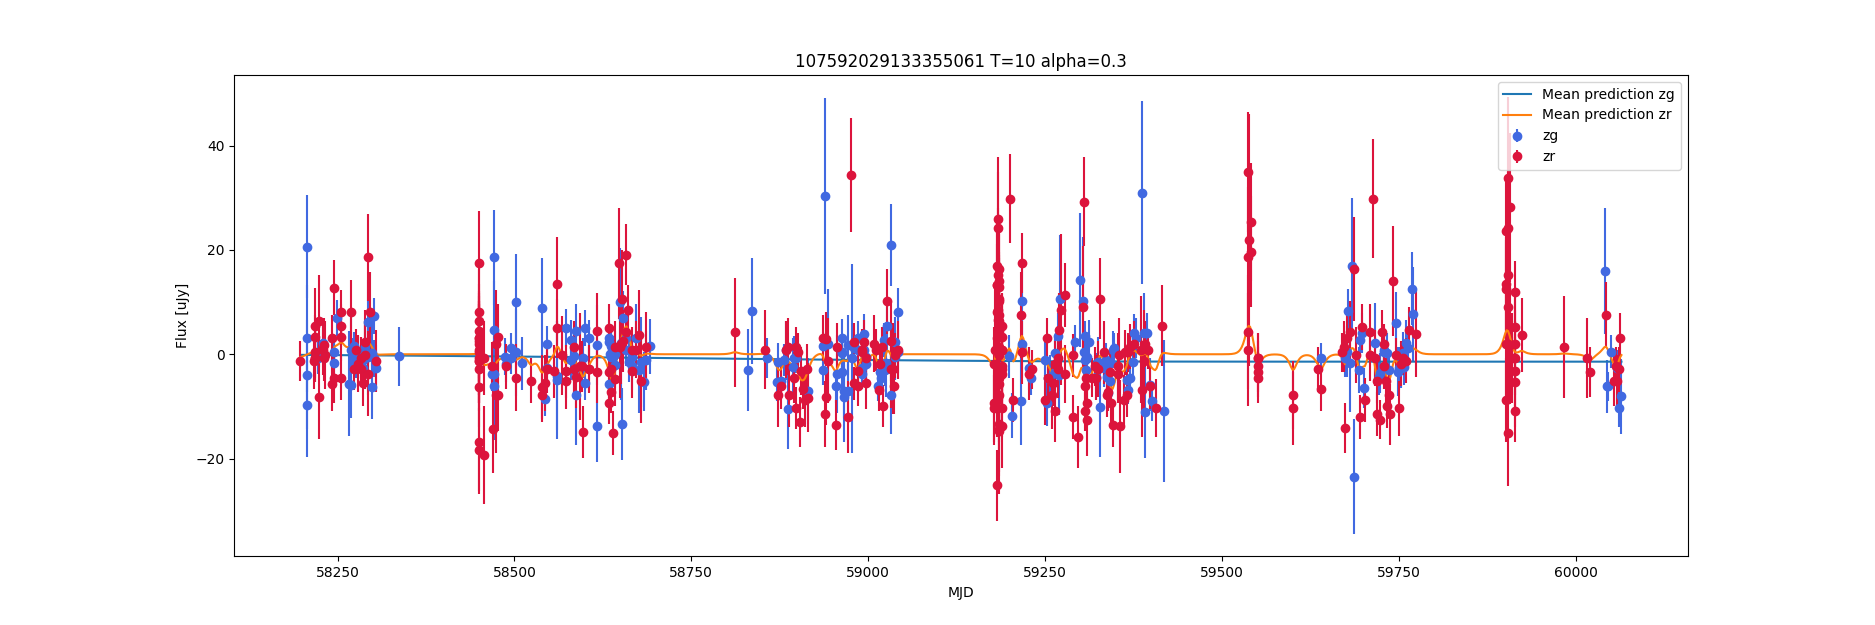 107592029133355061 T=10 alpha=0.3
Mean prediction zg
Mean prediction zr
zg
zr
Flux [uJy]
40
20
0
−20
58250 58500 58750 59000 59250 59500 59750 60000
MJD